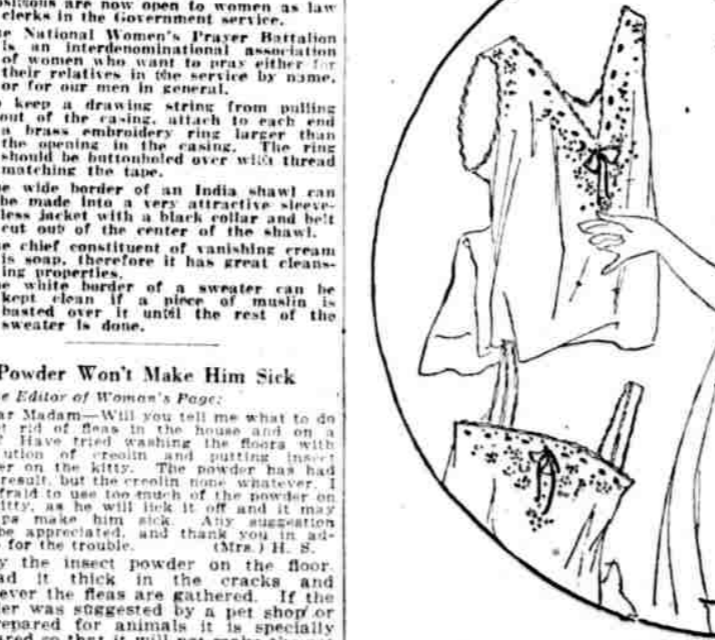 ositions are now open to women as law
clerks in the Government service.
e National Women's Prayer Battalion
is an interdenominational association
of women who want to pray either for
their relatives in the service by name,
or for our men in general.
keep a drawing string from pulling
out of the casing, attach to each end
a brass embroidery ring larger than
the opening in the casing. The ring
should be buttonholed over with thread
matching the tape.
e wide border of an India shawl can
be made into a very attractive sleeve-
less jacket with a black collar and belt
cut out of the center of the shawl.
e chief constituent of vanishing cream
is soap, therefore it has great cleans-
ing properties.
e white border of a sweater can be
kept clean if a piece of muslin is
basted over it until the rest of the
sweater is done.
Powder Won't Make Him Sick
e Editor of Woman's Page:
ar Madam—Will you tell me what to do
t rid of fleas in the house and on a
? Have tried washing the floors with
ution of creolin and putting insect
er on the kitty. The powder has had
result, but the creolin none whatever. I
fraid to use too much of the powder on
itty, as he will lick it off and it may
ps make him sick. Any suggestion
be appreciated, and thank you in ad-
for the trouble. (Mrs.) H. S.
y the insect powder on the floor.
ad it thick in the cracks and
ever the fleas are gathered. If the
er was suggested by a pet shop or
repared for animals it is specially
ared so that it will not make